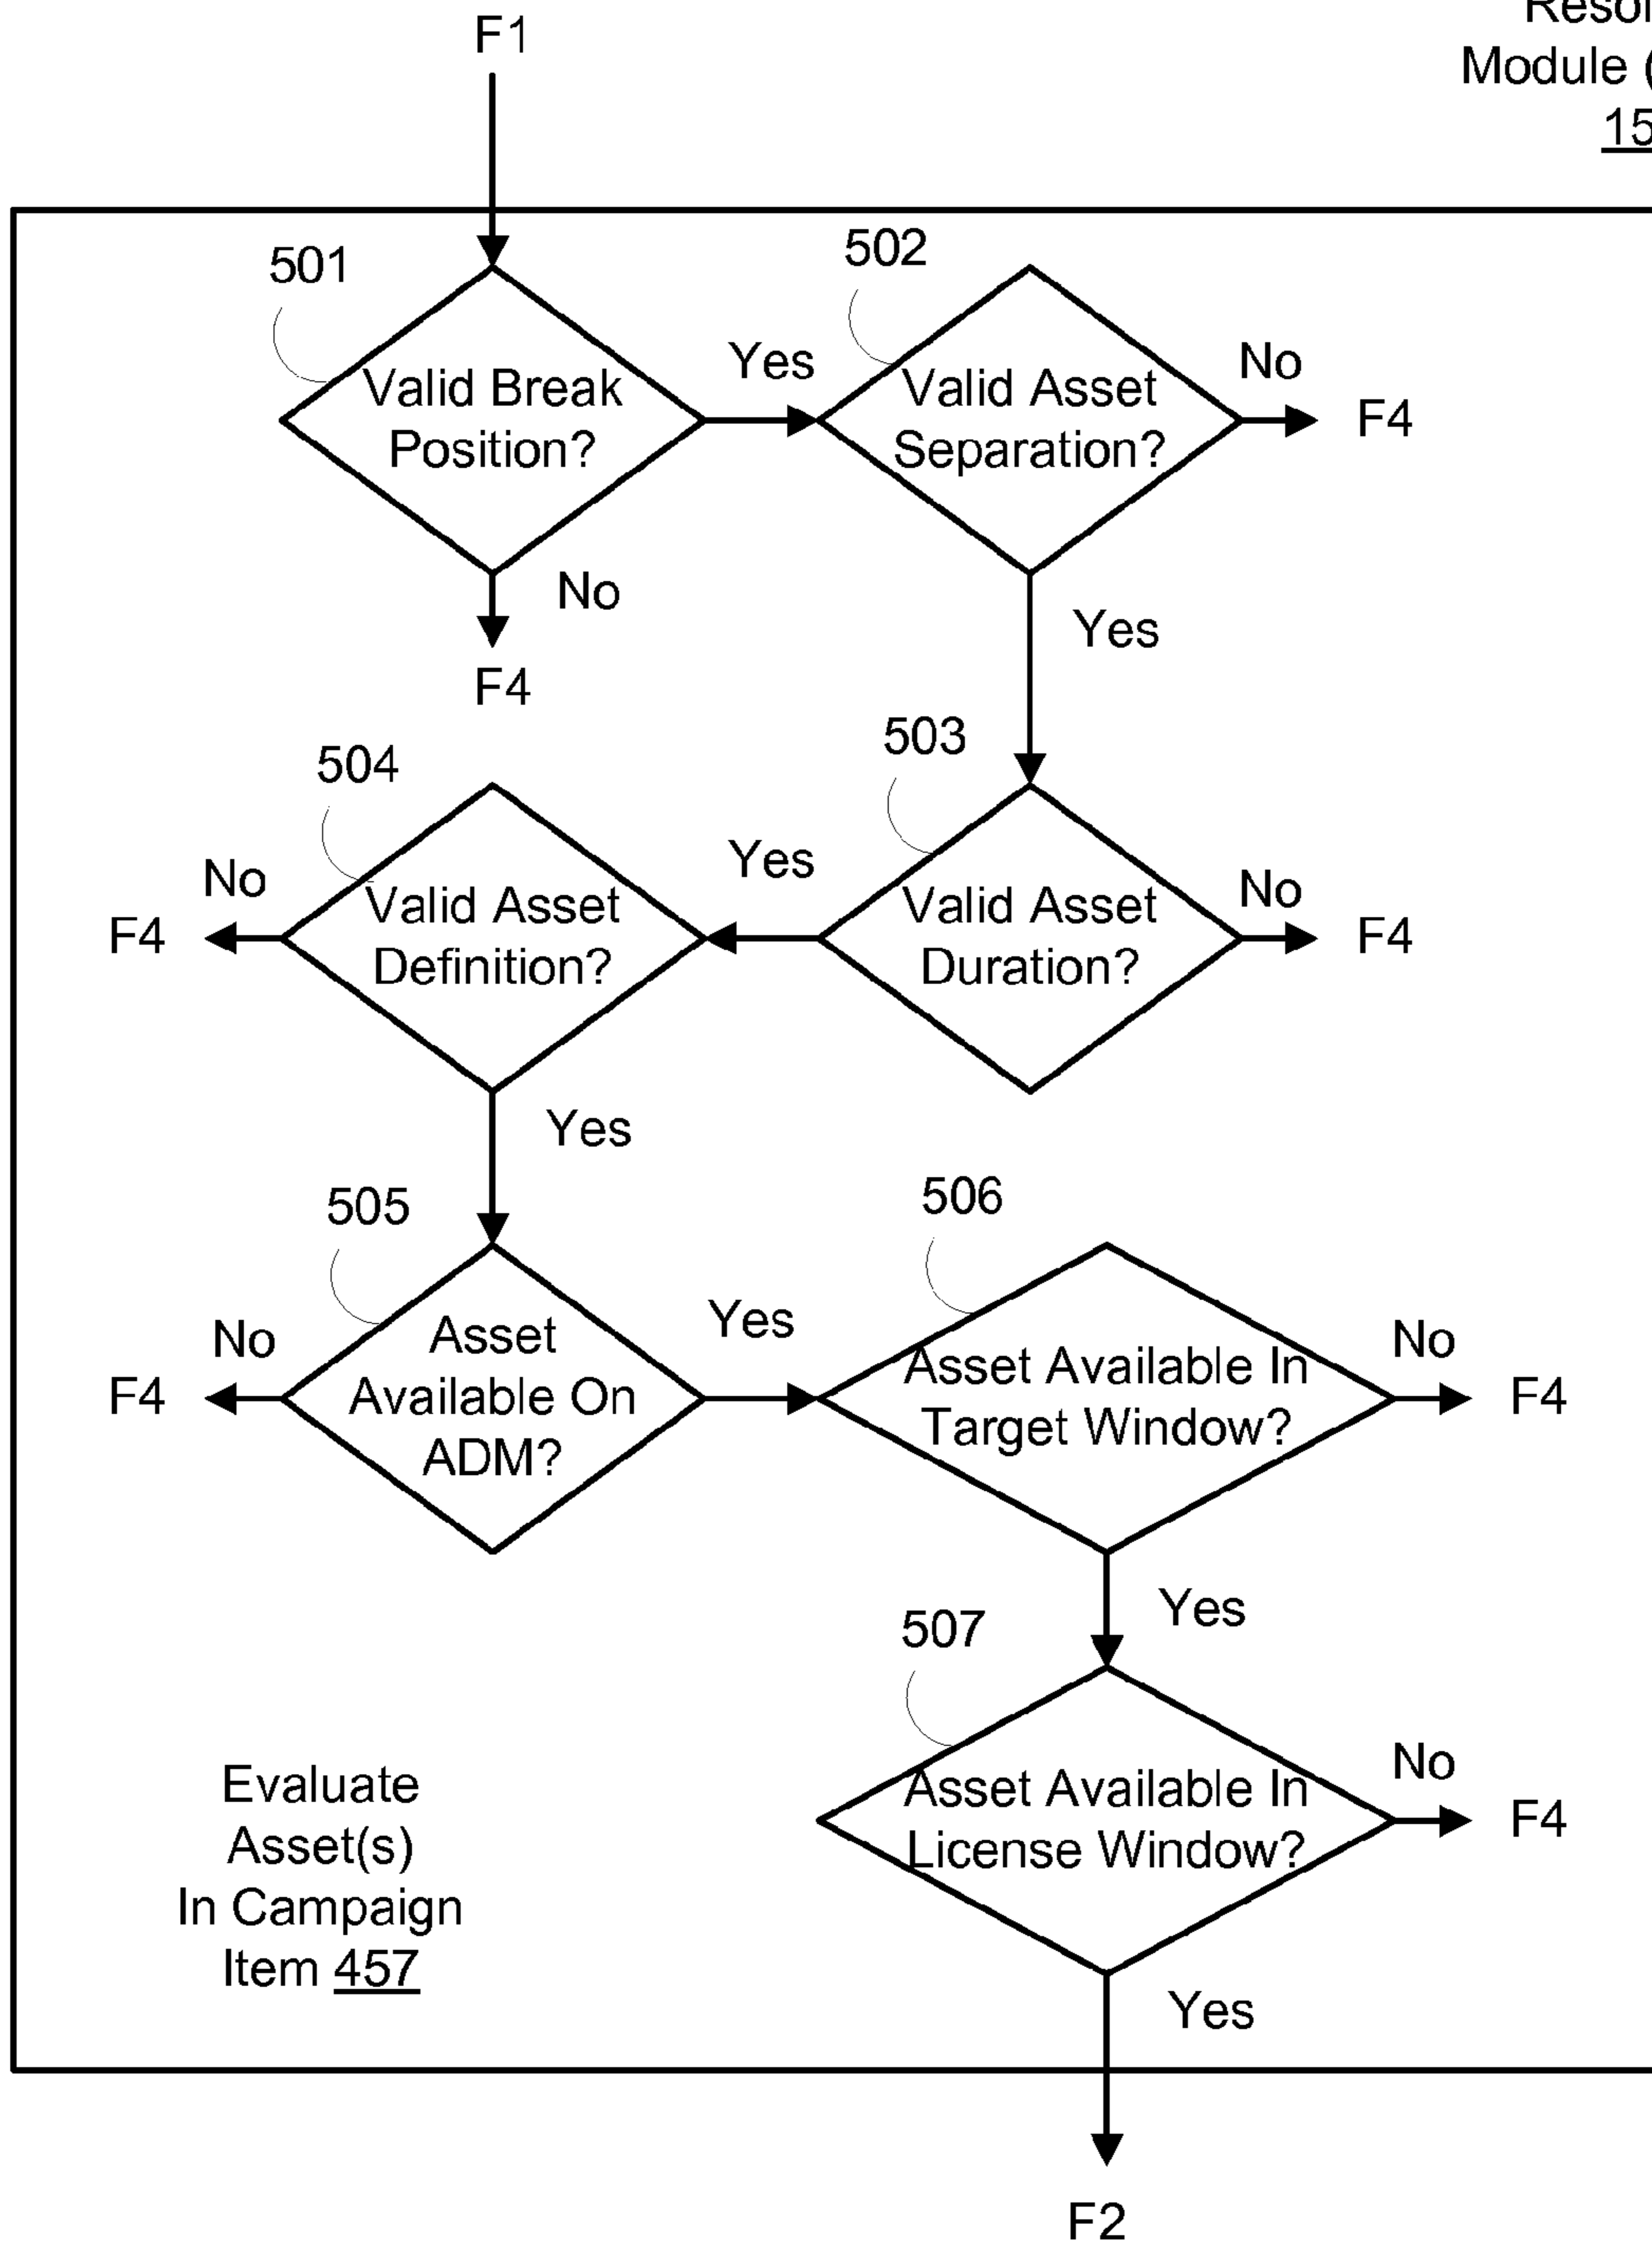 F1
Module
501
502
Valid Break
Position?
Yes
Valid Asset
Separation?
No
F4
No
F4
Yes
503
504
No
F4
Valid Asset
Definition?
Yes
Valid Asset
Duration?
No
F4
Yes
505
506
No
F4
Asset
Available On
ADM?
Yes
Asset Available In
Target Window?
No
F4
Yes
507
Asset Available In
License Window?
No
F4
Evaluate
Asset(s)
In Campaign
Item 457
Yes
F2